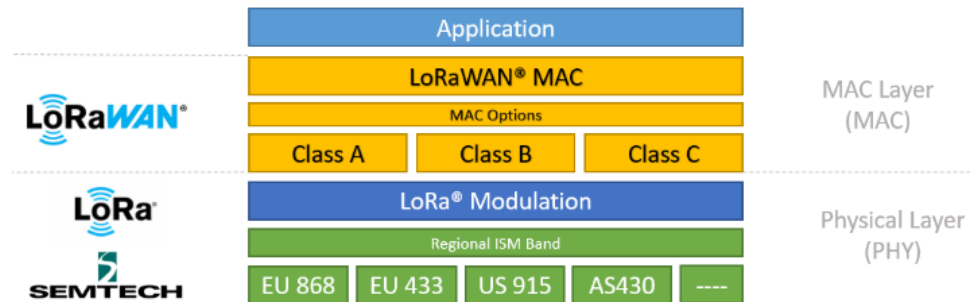 Application
LoRaWAN® MAC
LoRaWAN®
MAC Options
MAC Layer
(MAC)
Class A Class B Class C
LoRa®
LoRa® Modulation
Physical Layer
(PHY)
Regional ISM Band
SEMTECH
EU 868 EU 433 US 915 AS430 ----